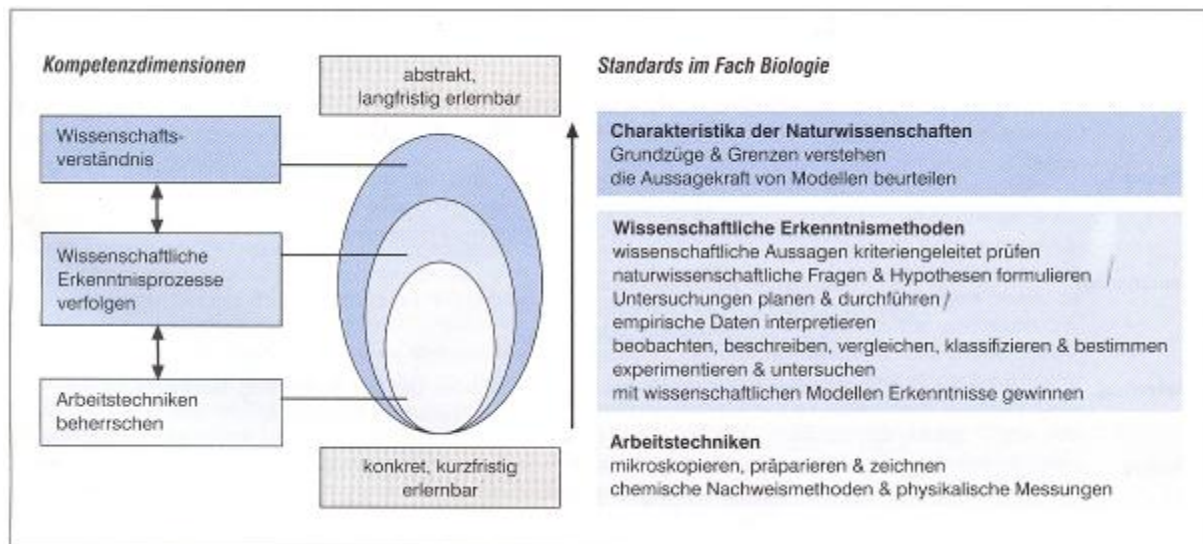 Kompetenzdimensionen
abstrakt,
langfristig erlernbar
Standards im Fach Biologie
Wissenschafts-
verständnis
Charakteristika der Naturwissenschaften
Grundzüge & Grenzen verstehen
die Aussagekraft von Modellen beurteilen
Wissenschaftliche
Erkenntnisprozesse
verfolgen
Wissenschaftliche Erkenntnismethoden
wissenschaftliche Aussagen kriteriengeleitet prüfen
naturwissenschaftliche Fragen & Hypothesen formulieren /
Untersuchungen planen & durchführen /
empirische Daten interpretieren
beobachten, beschreiben, vergleichen, klassifizieren & bestimmen
experimentieren & untersuchen
mit wissenschaftlichen Modellen Erkenntnisse gewinnen
Arbeitstechniken
beherrschen
konkret, kurzfristig
erlernbar
Arbeitstechniken
mikroskopieren, präparieren & zeichnen
chemische Nachweismethoden & physikalische Messungen